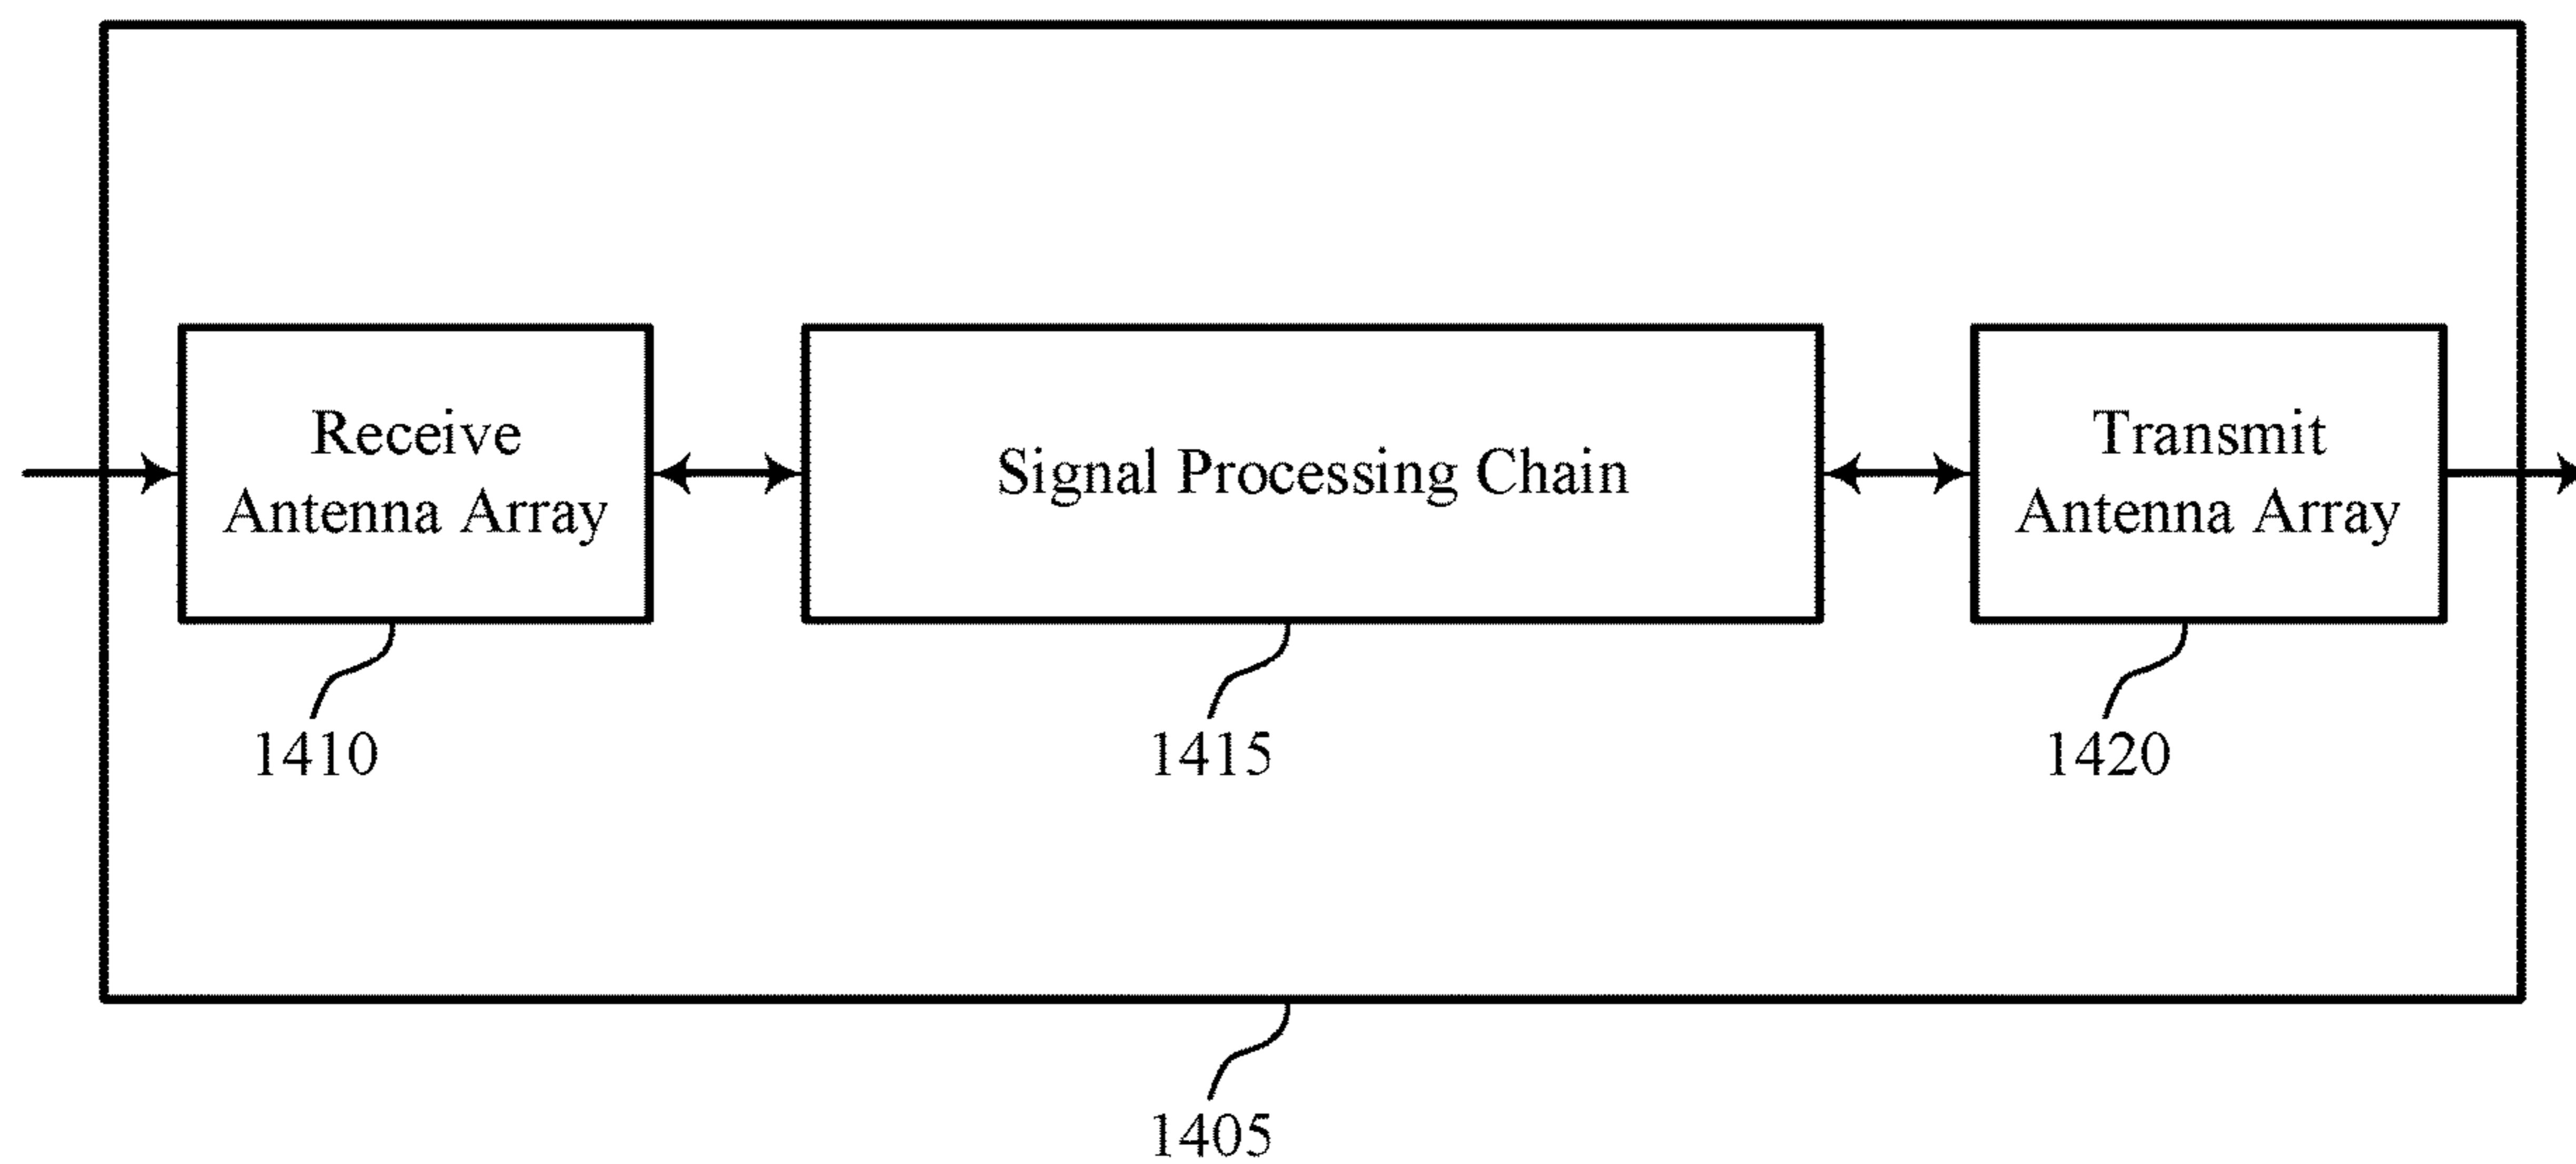 Receive
Antenna Array
Signal Processing Chain
Transmit
Antenna Array
1410
1415
1420
1405